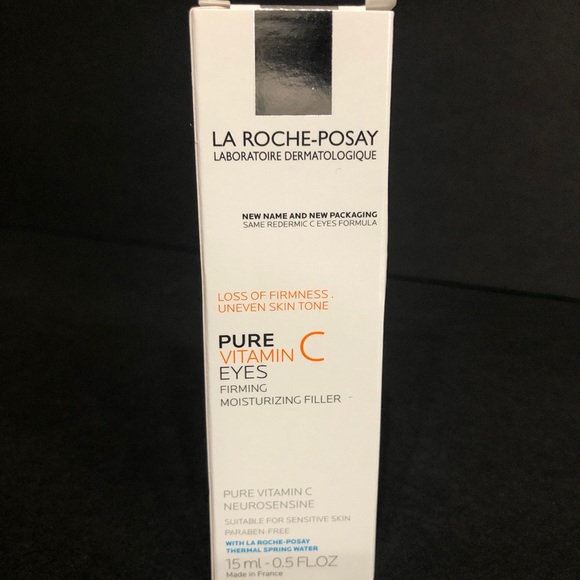 LA ROCHE-POSAY
LABORATOIRE DERMATOLOGIQUE
NEW NAME AND NEW PACKAGING
SAME REDERMIC C EYES FORMULA
LOSS OF FIRMNESS.
UNEVEN SKIN TONE
PURE
VITAMIN C
EYES
FIRMING
MOISTURIZING FILLER
PURE VITAMIN C
NEUROSENSINE
SUITABLE FOR SENSITIVE SKIN
PARABEN-FREE
WITH LA ROCHE-POSAY
THERMAL SPRING WATER
15 ml - 0.5 FL.OZ
Made in France